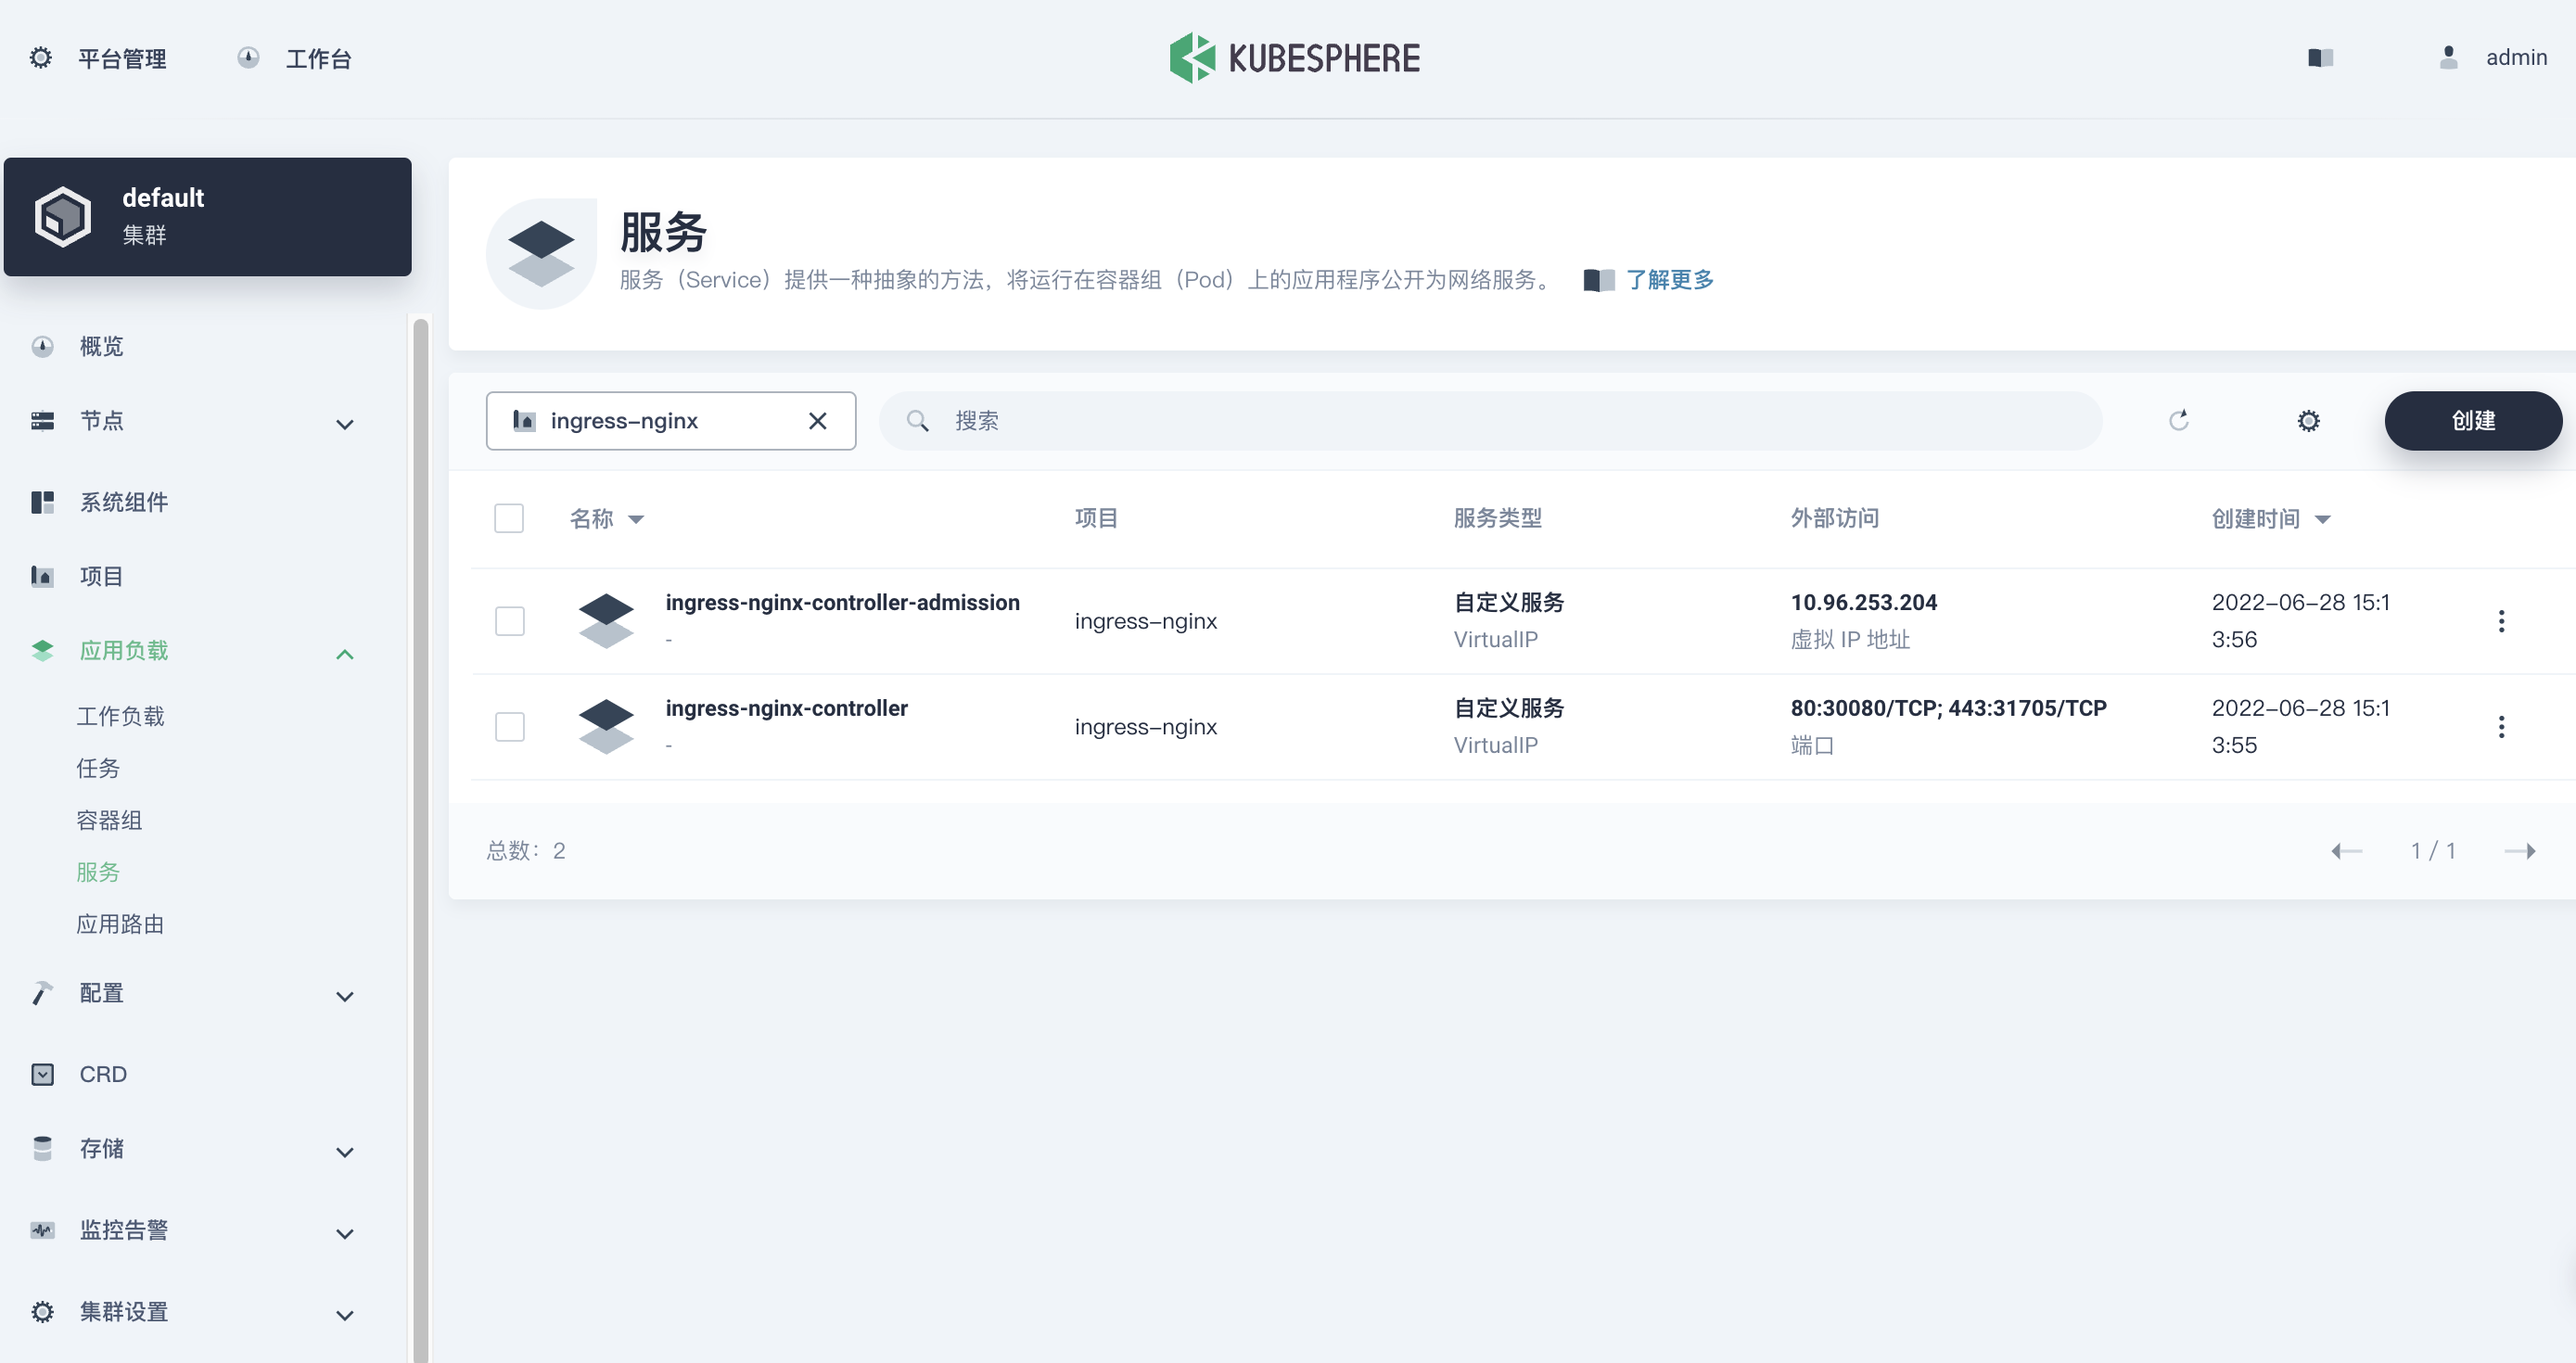 平台管理
工作台
KUBESPHERE
admin
default
集群
概览
节点
系统组件
项目
应用负载
工作负载
任务
容器组
服务
应用路由
配置
CRD
存储
监控告警
集群设置
服务
服务（Service）提供一种抽象的方法，将运行在容器组（Pod）上的应用程序公开为网络服务。 了解更多
ingress-nginx
搜索
创建
名称 项目 服务类型 外部访问 创建时间
ingress-nginx-controller-admission
-
ingress-nginx
自定义服务
VirtualIP
10.96.253.204
虚拟 IP 地址
2022-06-28 15:1
3:56
ingress-nginx-controller
-
ingress-nginx
自定义服务
VirtualIP
80:30080/TCP; 443:31705/TCP
端口
2022-06-28 15:1
3:55
总数：2
1 / 1